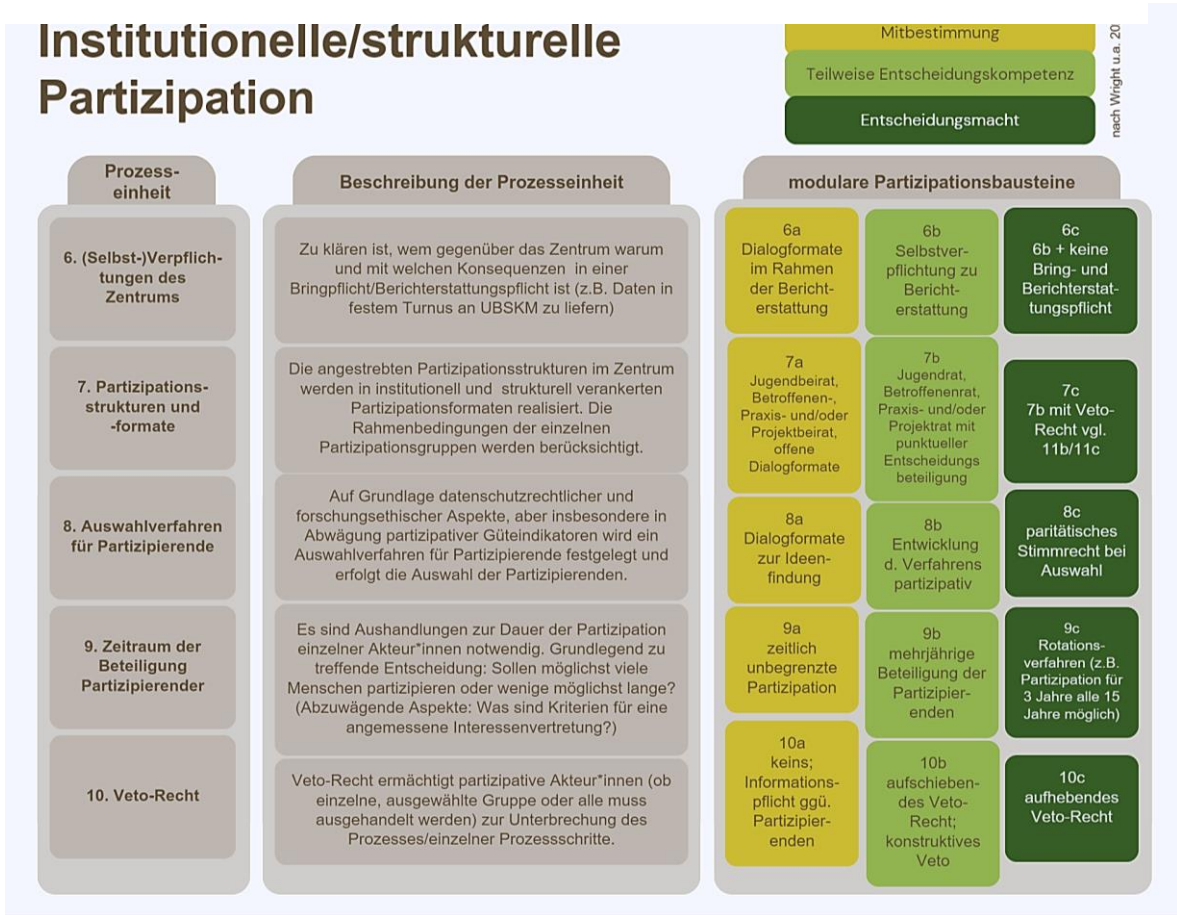 Institutionelle/strukturelle
Partizipation
Mitbestimmung
Teilweise Entscheidungskompetenz
Entscheidungsmacht
nach Wright u.a. 20
Prozess-
einheit
Beschreibung der Prozesseinheit
modulare Partizipationsbausteine
6. (Selbst-)Verpflich-
tungen des
Zentrums
Zu klären ist, wem gegenüber das Zentrum warum
und mit welchen Konsequenzen in einer
Bringpflicht/Berichterstattungspflicht ist (z.B. Daten in
festem Turnus an UBSKM zu liefern)
6a
Dialogformate
im Rahmen
der Bericht-
erstattung
6b
Selbstver-
pflichtung zu
Bericht-
erstattung
6c
6b + keine
Bring- und
Berichterstat-
tungspflicht
7. Partizipations-
strukturen und
-formate
Die angestrebten Partizipationsstrukturen im Zentrum
werden in institutionell und strukturell verankerten
Partizipationsformaten realisiert. Die
Rahmenbedingungen der einzelnen
Partizipationsgruppen werden berücksichtigt.
7a
Jugendbeirat,
Betroffenen-,
Praxis- und/oder
Projektbeirat,
offene
Dialogformate
7b
Jugendrat,
Betroffenenrat,
Praxis- und/oder
Projektrat mit
punktueller
Entscheidungs
beteiligung
7c
7b mit Veto-
Recht vgl.
11b/11c
8. Auswahlverfahren
für Partizipierende
Auf Grundlage datenschutzrechtlicher und
forschungsethischer Aspekte, aber insbesondere in
Abwägung partizipativer Güteindikatoren wird ein
Auswahlverfahren für Partizipierende festgelegt und
erfolgt die Auswahl der Partizipierenden.
8a
Dialogformate
zur Ideen-
findung
8b
Entwicklung
d. Verfahrens
partizipativ
8c
paritätisches
Stimmrecht bei
Auswahl
9. Zeitraum der
Beteiligung
Partizipierender
Es sind Aushandlungen zur Dauer der Partizipation
einzelner Akteur*innen notwendig. Grundlegend zu
treffende Entscheidung: Sollen möglichst viele
Menschen partizipieren oder wenige möglichst lange?
(Abzuwägende Aspekte: Was sind Kriterien für eine
angemessene Interessenvertretung?)
9a
zeitlich
unbegrenzte
Partizipation
9b
mehrjährige
Beteiligung der
Partizipier-
enden
9c
Rotations-
verfahren (z.B.
Partizipation für
3 Jahre alle 15
Jahre möglich)
10. Veto-Recht
Veto-Recht ermächtigt partizipative Akteur*innen (ob
einzelne, ausgewählte Gruppe oder alle muss
ausgehandelt werden) zur Unterbrechung des
Prozesses/einzelner Prozessschritte.
10a
keins;
Informations-
pflicht ggü.
Partizipier-
enden
10b
aufschieben-
des Veto-
Recht;
konstruktives
Veto
10c
aufhebendes
Veto-Recht